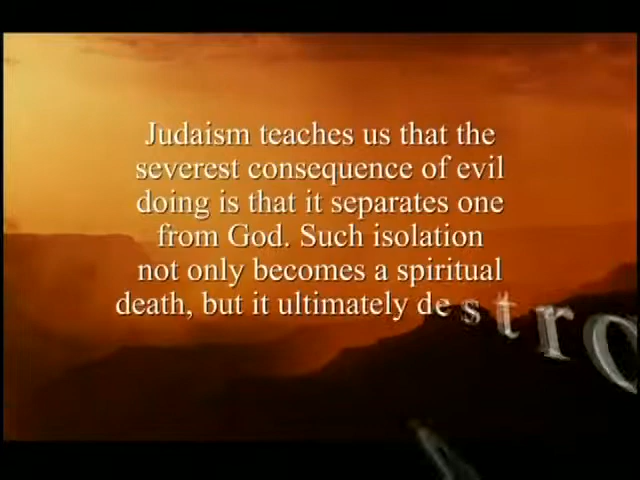 Judaism teaches us that the
severest consequence of evil
doing is that it separates one
from God. Such isolation
not only becomes a spiritual
death, but it ultimately destro